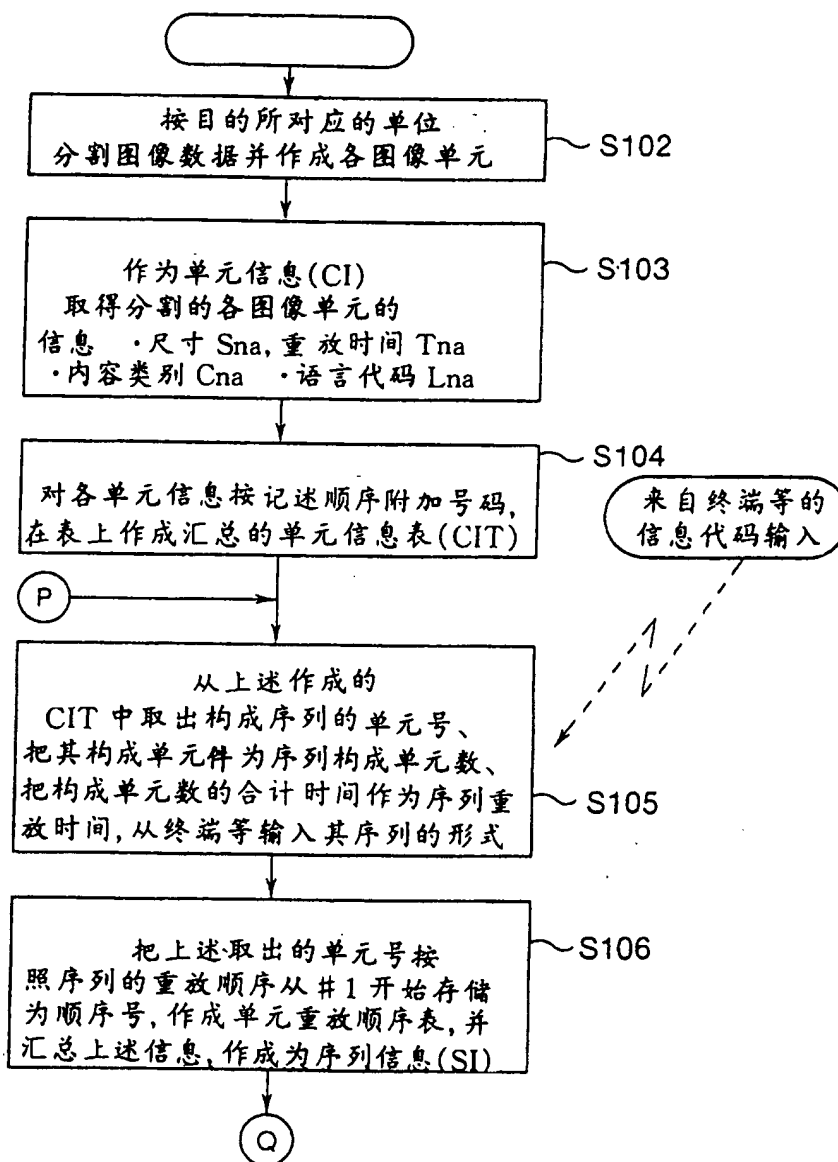 按目的所对应的单位
分割图像数据并作成各图像单元
S102
作为单元信息(CI)
取得分割的各图像单元的
信息 ·尺寸 Sna,重放时间 Tna
·内容类别 Cna ·语言代码 Lna
S103
对各单元信息按记述顺序附加号码,
在表上作成汇总的单元信息表(CIT)
S104
来自终端等的
信息代码输入
P
从上述作成的
CIT 中取出构成序列的单元号、
把其构成单元件为序列构成单元数、
把构成单元数的合计时间作为序列重
放时间,从终端等输入其序列的形式
S105
把上述取出的单元号按
照序列的重放顺序从#1开始存储
为顺序号,作成单元重放顺序表,并
汇总上述信息,作成为序列信息(SI)
S106
Q